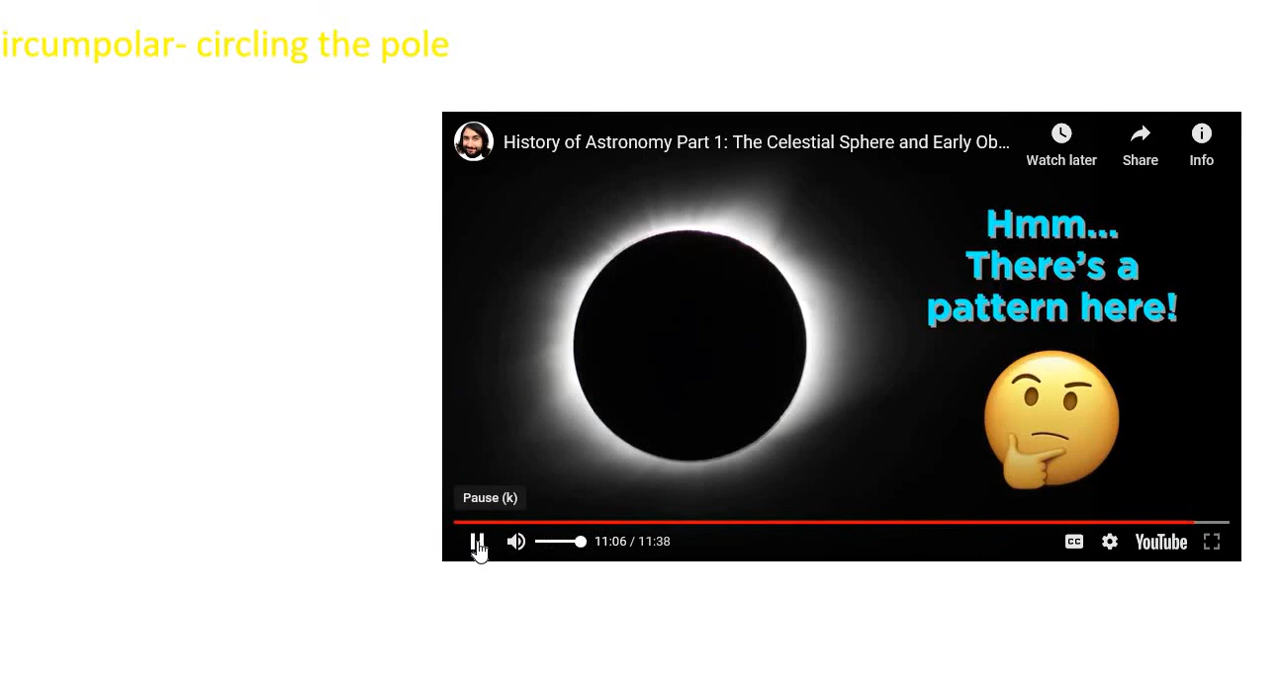 ircumpolar- circling the pole
History of Astronomy Part 1: The Celestial Sphere and Early Ob...
Watch later
Share
Info
Hmm...
There's a
pattern here!
Pause (k)
11:06 / 11:38
CC
YouTube